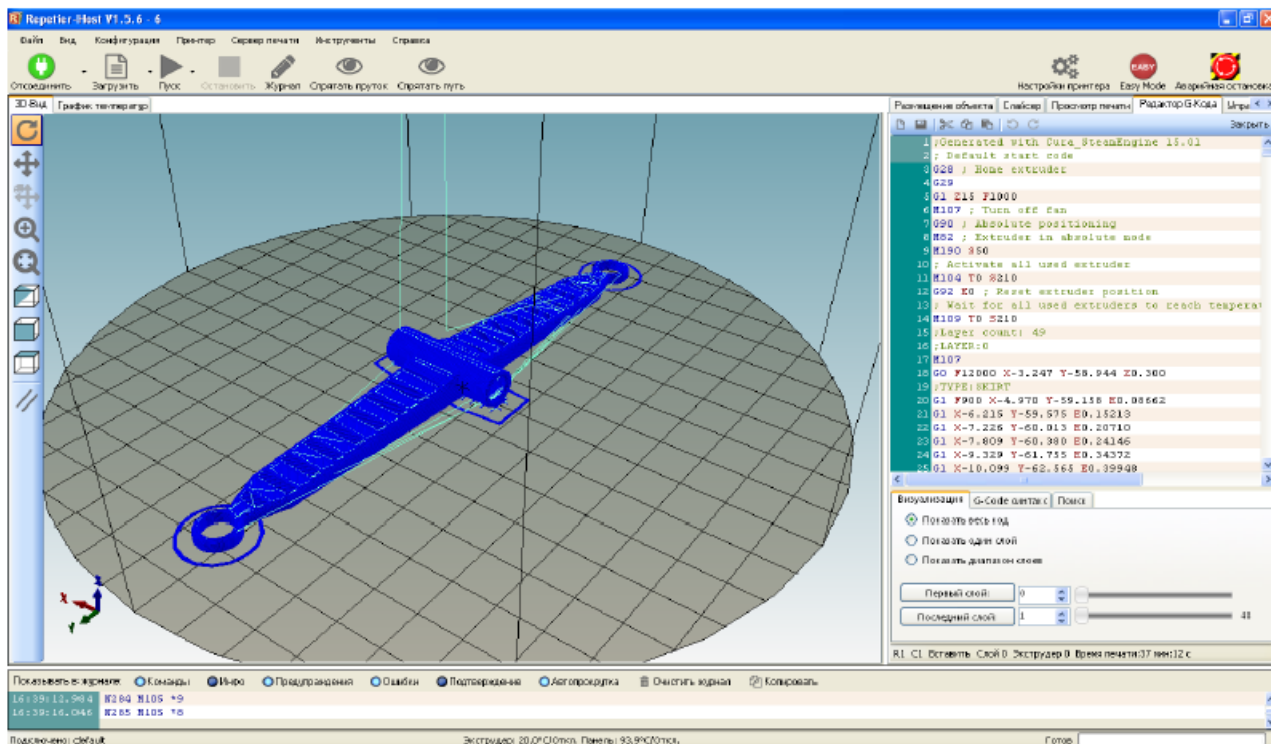 Repetier-Host V1.5.6 - 6
Файл Вид Конфигурация Принтер Сервер печати Инструменты Справка
Отсоединить Загрузить Пуск Остановить Журнал Спрятать пруток Спрятать путь Настройки принтера EASY Easy Mode Аварийная остановка
3D-Вид График температур Размещение объекта Слайсер Просмотр печати Редактор G-Кода Упра
Закрыть
1 ;Generated with Cura_SteamEngine 15.01
2 ; Default start code
3 G28 ; Home extruder
4 G29
5 G1 Z15 F1000
6 M107 ; Turn off fan
7 G90 ; Absolute positioning
8 M82 ; Extruder in absolute mode
9 M190 S50
10 ; Activate all used extruder
11 M104 T0 S210
12 G92 E0 ; Reset extruder position
13 ; Wait for all used extruders to reach temperat
14 M109 T0 S210
15 ;Layer count: 49
16 ;LAYER:0
17 M107
18 G0 F12000 X-3.247 Y-58.944 Z0.300
19 ;TYPE:SKIRT
20 G1 F900 X-4.970 Y-59.158 E0.08662
21 G1 X-6.215 Y-59.575 E0.15213
22 G1 X-7.226 Y-60.013 E0.20710
23 G1 X-7.809 Y-60.380 E0.24146
24 G1 X-9.329 Y-61.755 E0.34372
25 G1 X-10.099 Y-62.565 E0.39948
Визуализация G-Code синтакс Поиск
Показать весь код
Показать один слой
Показать диапазон слоев
Первый слой: 0
Последний слой: 1 48
R1 C1 Вставить Слой 0 Экструдер 0 Время печати:37 мин:12 с
X Y Z
Показывать в журнале: Команды Инфо Предупреждения Ошибки Подтверждение Автопрокрутка Очистить журнал Копировать
16:39:12.984 N284 M105 *9
16:39:16.046 N285 M105 *8
Подключено: default Экструдер: 20,0°C/Откл. Панель: 93,9°C/Откл. Готов